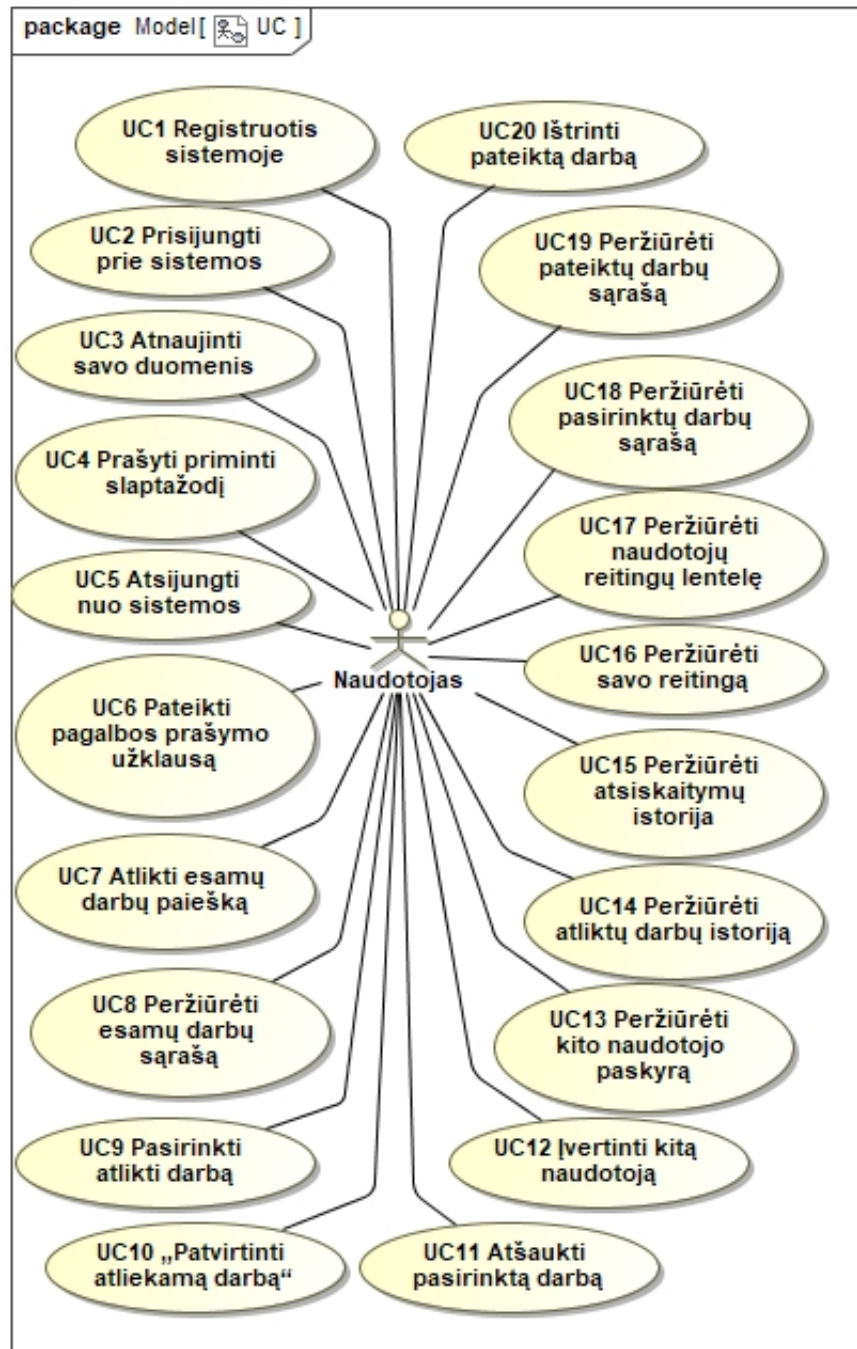 package Model[ UC ]
UC1 Registruotis
sistemoje
UC2 Prisijungti
prie sistemos
UC3 Atnaujinti
savo duomenis
UC4 Prašyti priminti
slaptažodį
UC5 Atsijungti
nuo sistemos
UC6 Pateikti
pagalbos prašymo
užklausą
UC7 Atlikti esamų
darbų paiešką
UC8 Peržiūrėti
esamų darbų
sąrašą
UC9 Pasirinkti
atlikti darbą
UC10 „Patvirtinti
atliekamą darbą“
Naudotojas
UC20 Ištrinti
pateiktą darbą
UC19 Peržiūrėti
pateiktų darbų
sąrašą
UC18 Peržiūrėti
pasirinktų darbų
sąrašą
UC17 Peržiūrėti
naudotojų
reitingų lentelę
UC16 Peržiūrėti
savo reitingą
UC15 Peržiūrėti
atsiskaitymų
istorija
UC14 Peržiūrėti
atliktų darbų istoriją
UC13 Peržiūrėti
kito naudotojo
paskyrą
UC12 Įvertinti kitą
naudotoją
UC11 Atšaukti
pasirinktą darbą